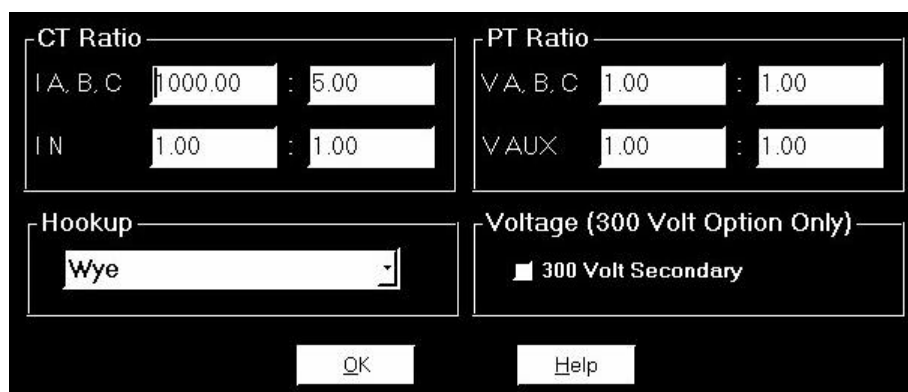 CT Ratio
I A, B, C 1000.00 : 5.00
I N 1.00 : 1.00
PT Ratio
V A, B, C 1.00 : 1.00
V AUX 1.00 : 1.00
Hookup
Wye
Voltage (300 Volt Option Only)
300 Volt Secondary
OK
Help